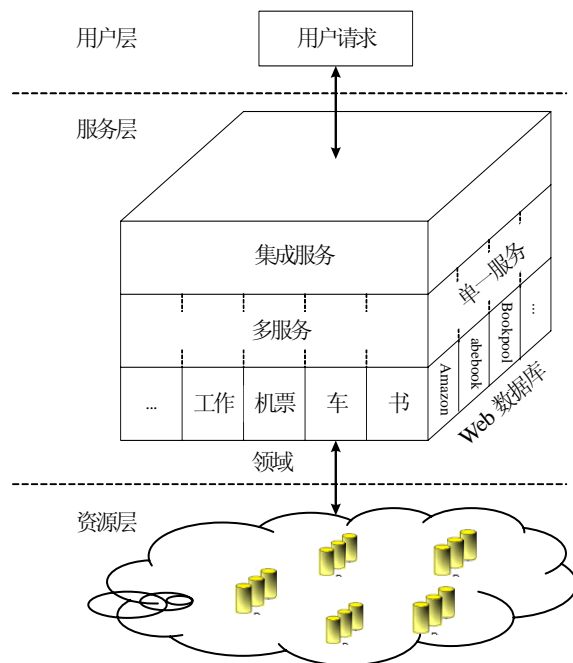 用户层
用户请求
服务层
集成服务
单一服务
多服务
... 工作 机票 车 书
Amazon
abebook
Bookpool
...
Web 数据库
领域
资源层